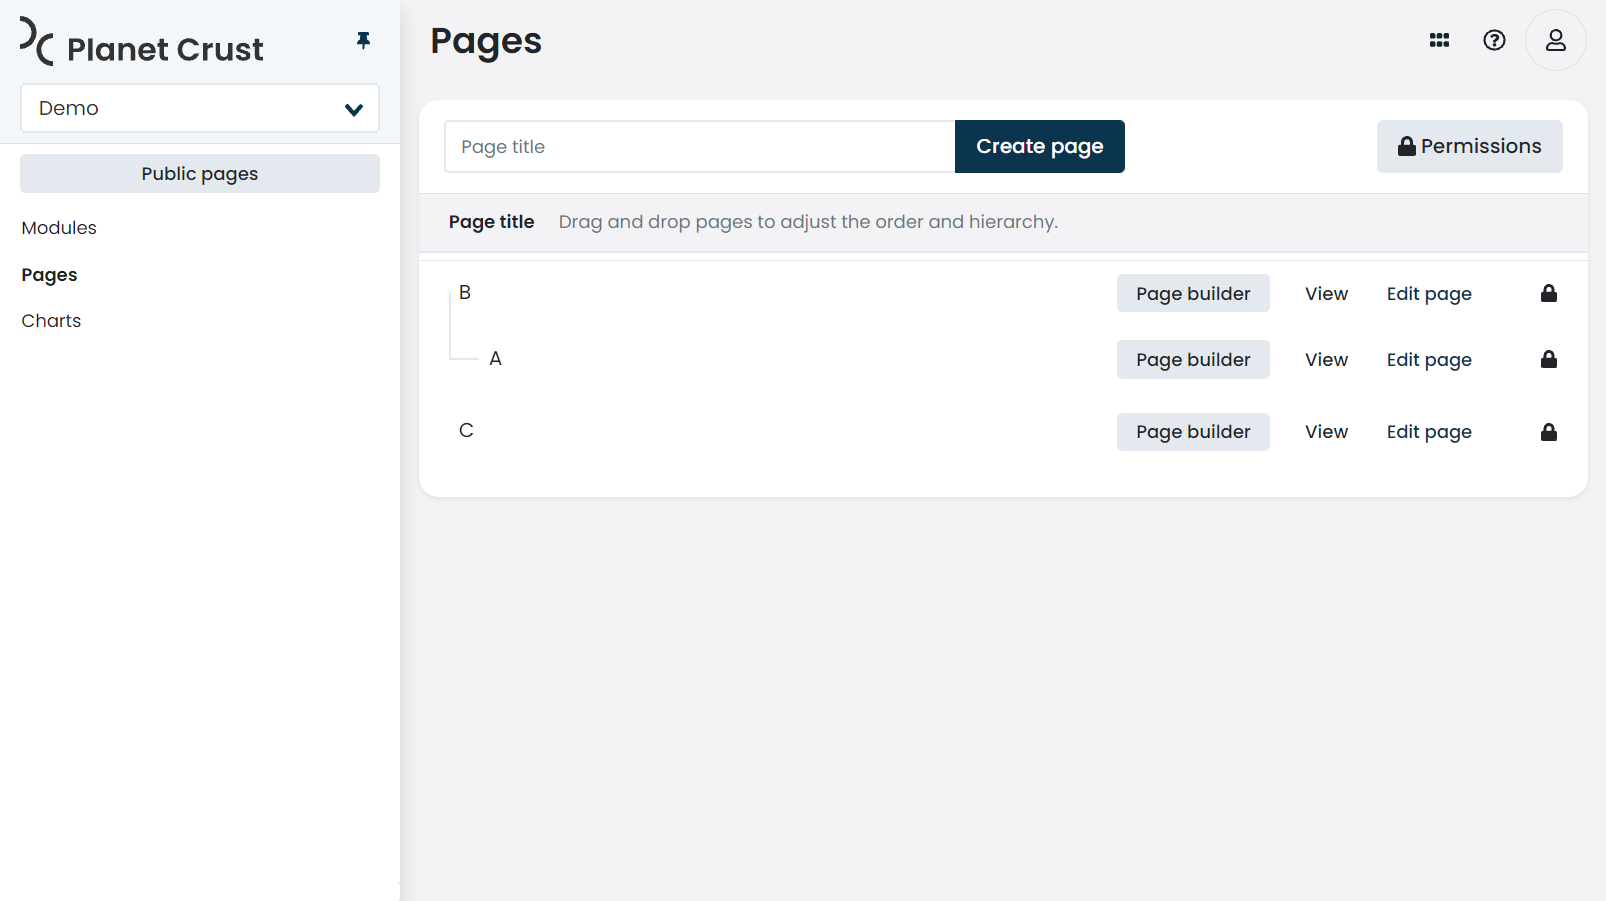 Planet Crust
Demo
Public pages
Modules
Pages
Charts
Pages
Page title
Create page
Permissions
Page title Drag and drop pages to adjust the order and hierarchy.
B Page builder View Edit page
A Page builder View Edit page
C Page builder View Edit page